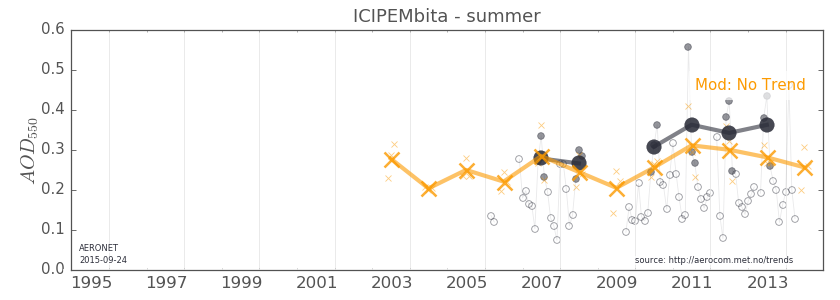 ICIPEMbita - summer
0.6
0.5
0.4
0.3
0.2
0.1
0.0
AOD550
Mod: No Trend
AERONET
2015-09-24
source: http://aerocom.met.no/trends
1995 1997 1999 2001 2003 2005 2007 2009 2011 2013